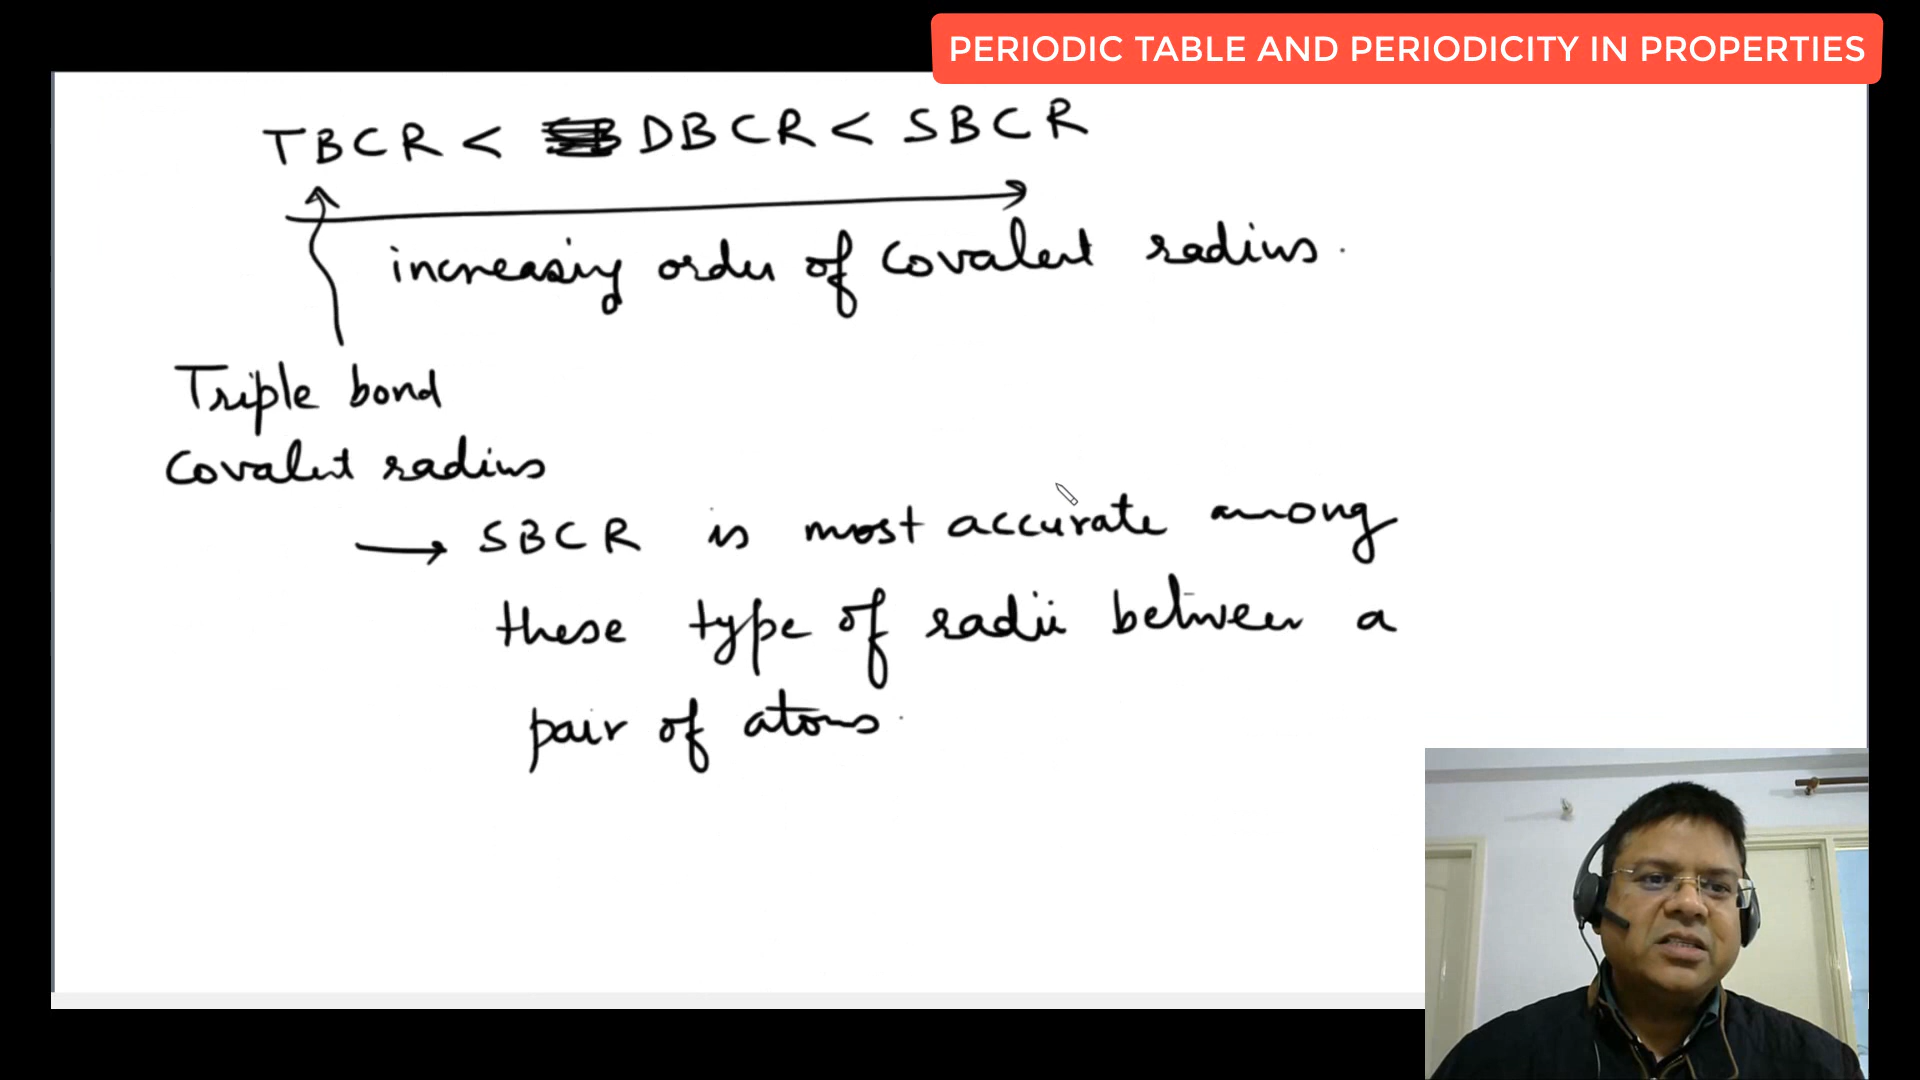 PERIODIC TABLE AND PERIODICITY IN PROPERTIES
TBCR < DBCR < SBCR
increasing order of covalent radius.
Triple bond
covalent radius
→ SBCR is most accurate among
these type of radii between a
pair of atoms.